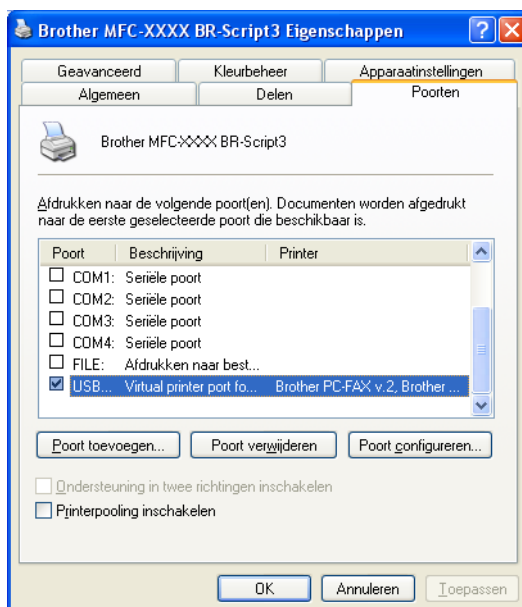 Brother MFC-XXXX BR-Script3 Eigenschappen
Geavanceerd Kleurbeheer Apparaatinstellingen
Algemeen Delen Poorten
Brother MFC-XXXX BR-Script3
Afdrukken naar de volgende poort(en). Documenten worden afgedrukt
naar de eerste geselecteerde poort die beschikbaar is.
Poort Beschrijving Printer
COM1: Seriële poort
COM2: Seriële poort
COM3: Seriële poort
COM4: Seriële poort
FILE: Afdrukken naar best...
USB... Virtual printer port fo... Brother PC-FAX v.2, Brother ...
Poort toevoegen... Poort verwijderen Poort configureren...
Ondersteuning in twee richtingen inschakelen
Printerpooling inschakelen
OK Annuleren Toepassen